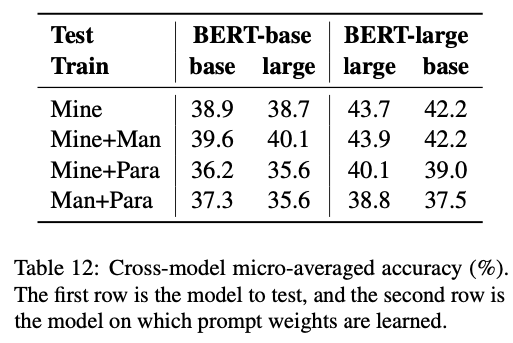 Test BERT-base BERT-large
Train base large large base
Mine 38.9 38.7 43.7 42.2
Mine+Man 39.6 40.1 43.9 42.2
Mine+Para 36.2 35.6 40.1 39.0
Man+Para 37.3 35.6 38.8 37.5
Table 12: Cross-model micro-averaged accuracy (%).
The first row is the model to test, and the second row is
the model on which prompt weights are learned.